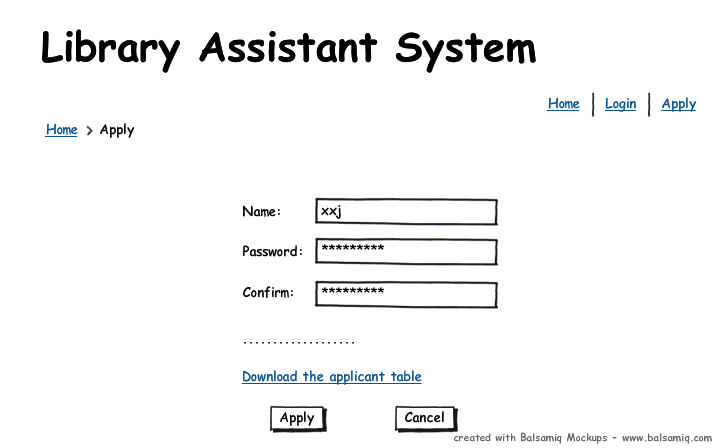 Library Assistant System
Home | Login | Apply
Home > Apply
Name: xxj
Password: *********
Confirm: *********
...................
Download the applicant table
Apply Cancel
created with Balsamiq Mockups - www.balsamiq.com